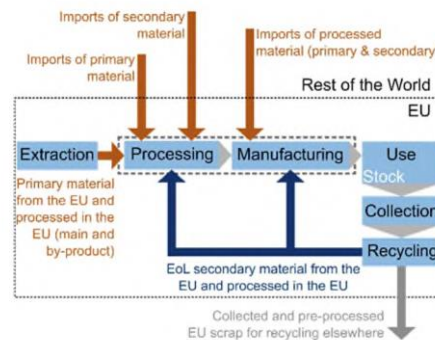 Imports of secondary
material
Imports of primary
material
Imports of processed
material (primary & secondary
Rest of the World
EU
Extraction
Processing
Manufacturing
Use
Stock
Collection
Recycling
Primary material
from the EU and
processed in the
EU (main and
by-product)
EoL secondary material from the
EU and processed in the EU
Collected and pre-processed
EU scrap for recycling elsewhere